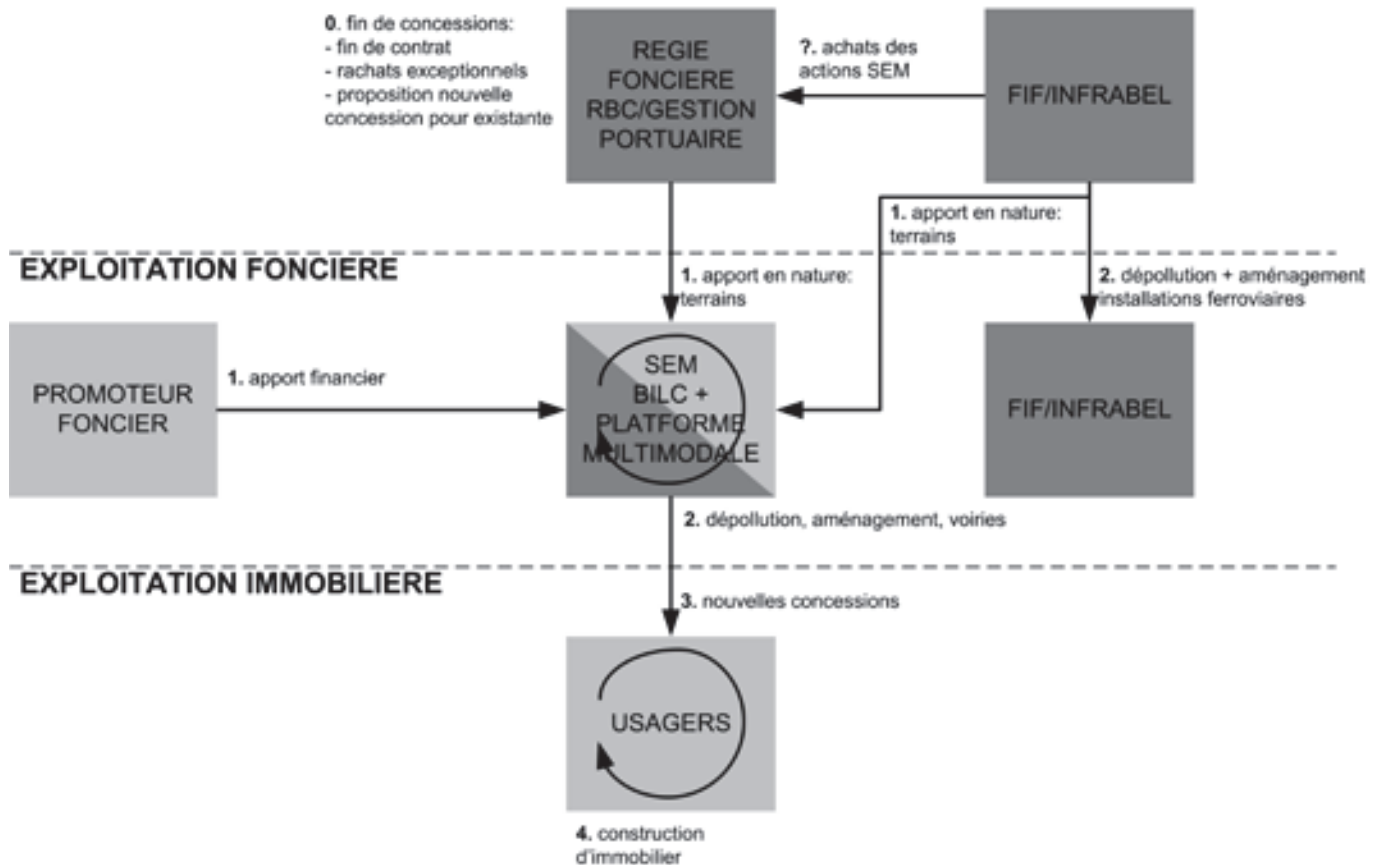 0. fin de concessions:
- fin de contrat
- rachats exceptionnels
- proposition nouvelle
concession pour existante
REGIE
FONCIERE
RBC/GESTION
PORTUAIRE
?. achats des
actions SEM
FIF/INFRABEL
1. apport en nature:
terrains
EXPLOITATION FONCIERE
1. apport en nature:
terrains
2. dépollution + aménagement
installations ferroviaires
PROMOTEUR
FONCIER
1. apport financier
SEM
BILC +
PLATFORME
MULTIMODALE
FIF/INFRABEL
2. dépollution, aménagement, voiries
EXPLOITATION IMMOBILIERE
3. nouvelles concessions
USAGERS
4. construction
d'immobilier